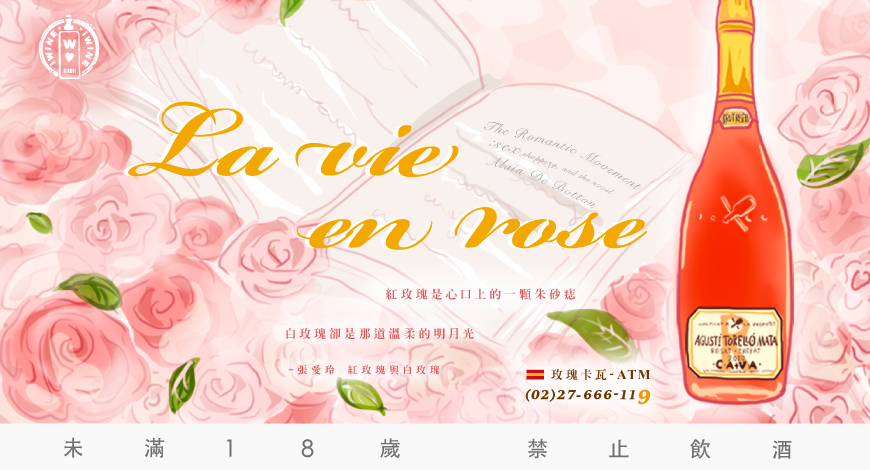 IWINE IWINE
W
La vie
en rose
The Romantic Movement
"SEX shopping, and the novel
Alain De Botton
紅玫瑰是心口上的一顆朱砂痣
白玫瑰卻是那道溫柔的明月光
~張愛玲 紅玫瑰與白玫瑰
玫瑰卡瓦-ATM
(02)27-666-119
AGUSTÍ TORELLÓ MATA
ROSAT · TREPAT
2010
·CAVA·
未滿18歲 禁止飲酒